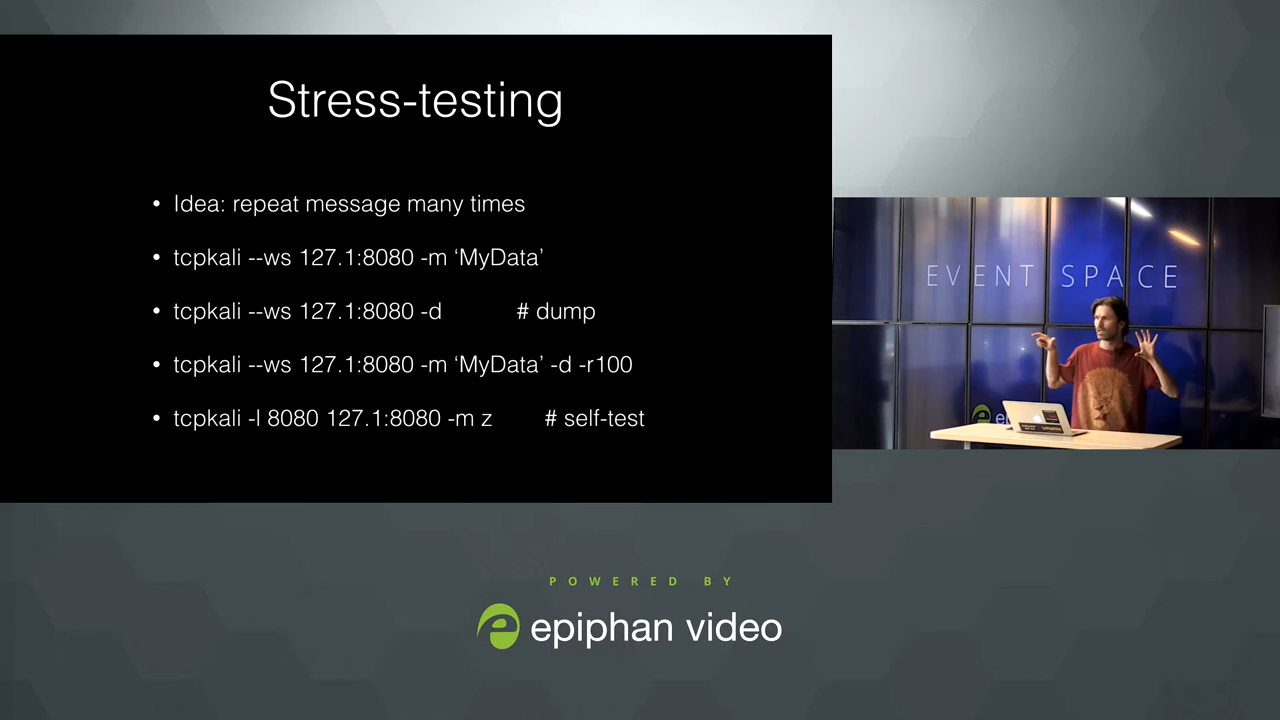 Stress-testing
• Idea: repeat message many times
• tcpkali --ws 127.1:8080 -m ‘MyData’
• tcpkali --ws 127.1:8080 -d # dump
• tcpkali --ws 127.1:8080 -m ‘MyData’ -d -r100
• tcpkali -l 8080 127.1:8080 -m z # self-test
EVENT SPACE
POWERED BY
epiphan video